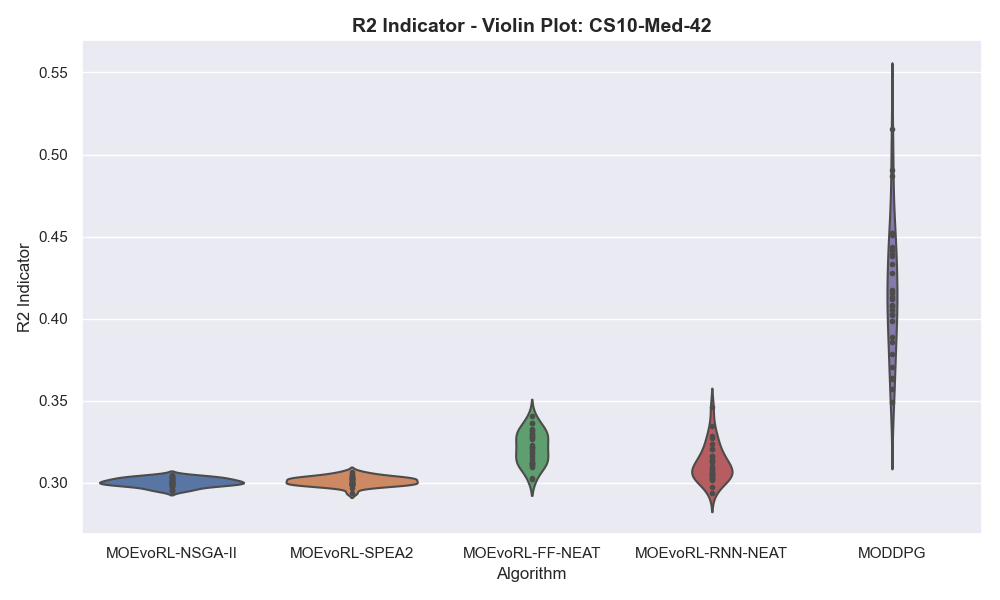 R2 Indicator - Violin Plot: CS10-Med-42
0.55
0.50
0.45
0.40
0.35
0.30
R2 Indicator
MOEvoRL-NSGA-II
MOEvoRL-SPEA2
MOEvoRL-FF-NEAT
MOEvoRL-RNN-NEAT
MODDPG
Algorithm